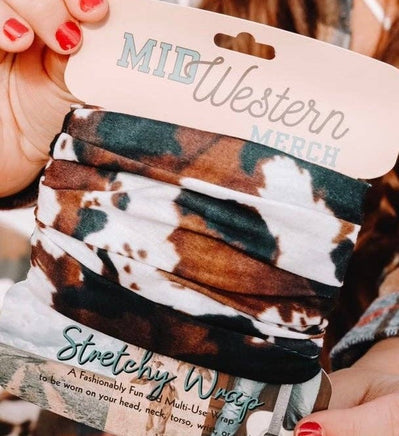 MID
Western
MERCH
Stretchy Wrap
A Fashionably Fun and Multi-Use Wrap
to be worn on your head, neck, torso,